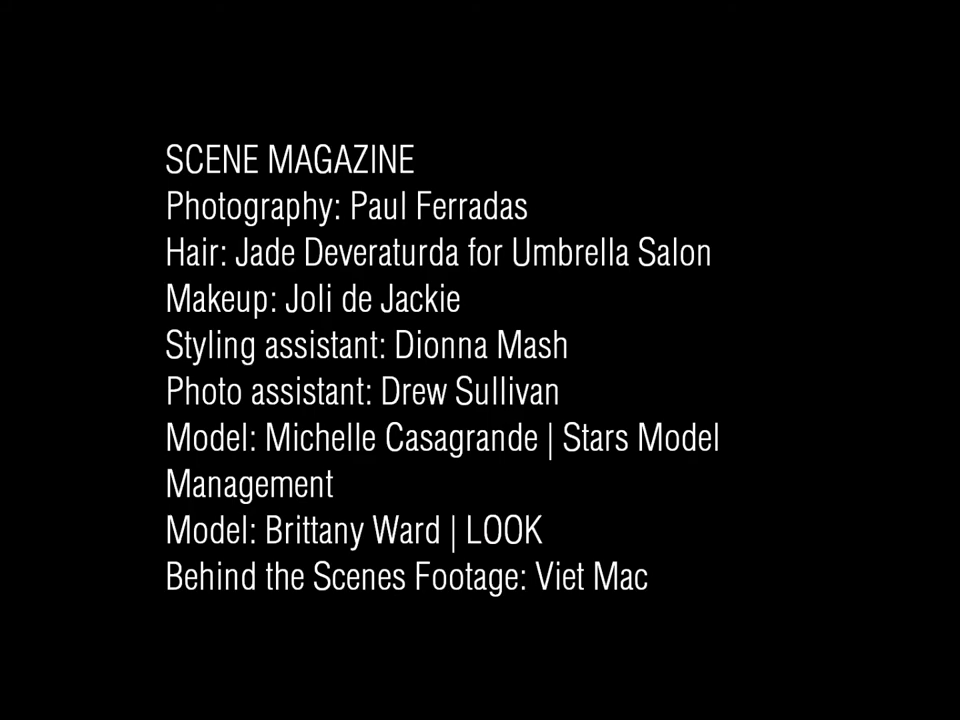 SCENE MAGAZINE
Photography: Paul Ferradas
Hair: Jade Deveraturda for Umbrella Salon
Makeup: Joli de Jackie
Styling assistant: Dionna Mash
Photo assistant: Drew Sullivan
Model: Michelle Casagrande | Stars Model
Management
Model: Brittany Ward | LOOK
Behind the Scenes Footage: Viet Mac